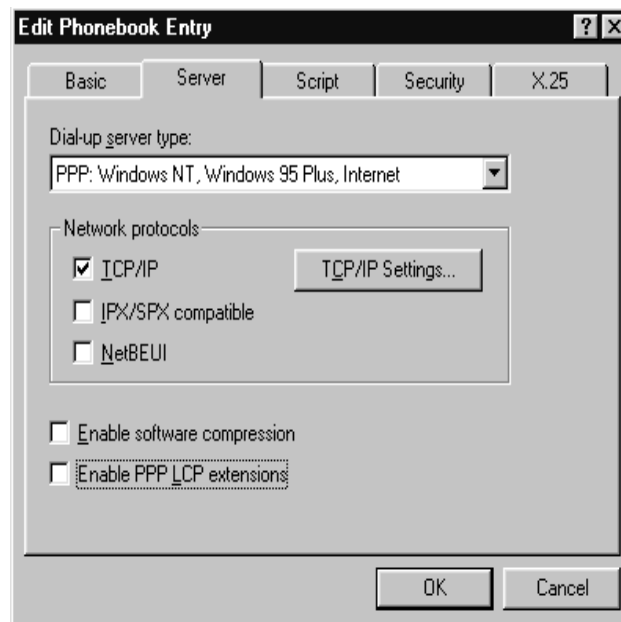 Edit Phonebook Entry
Basic Server Script Security X.25
Dial-up server type:
PPP: Windows NT, Windows 95 Plus, Internet
Network protocols
TCP/IP TCP/IP Settings...
IPX/SPX compatible
NetBEUI
Enable software compression
Enable PPP LCP extensions
OK Cancel